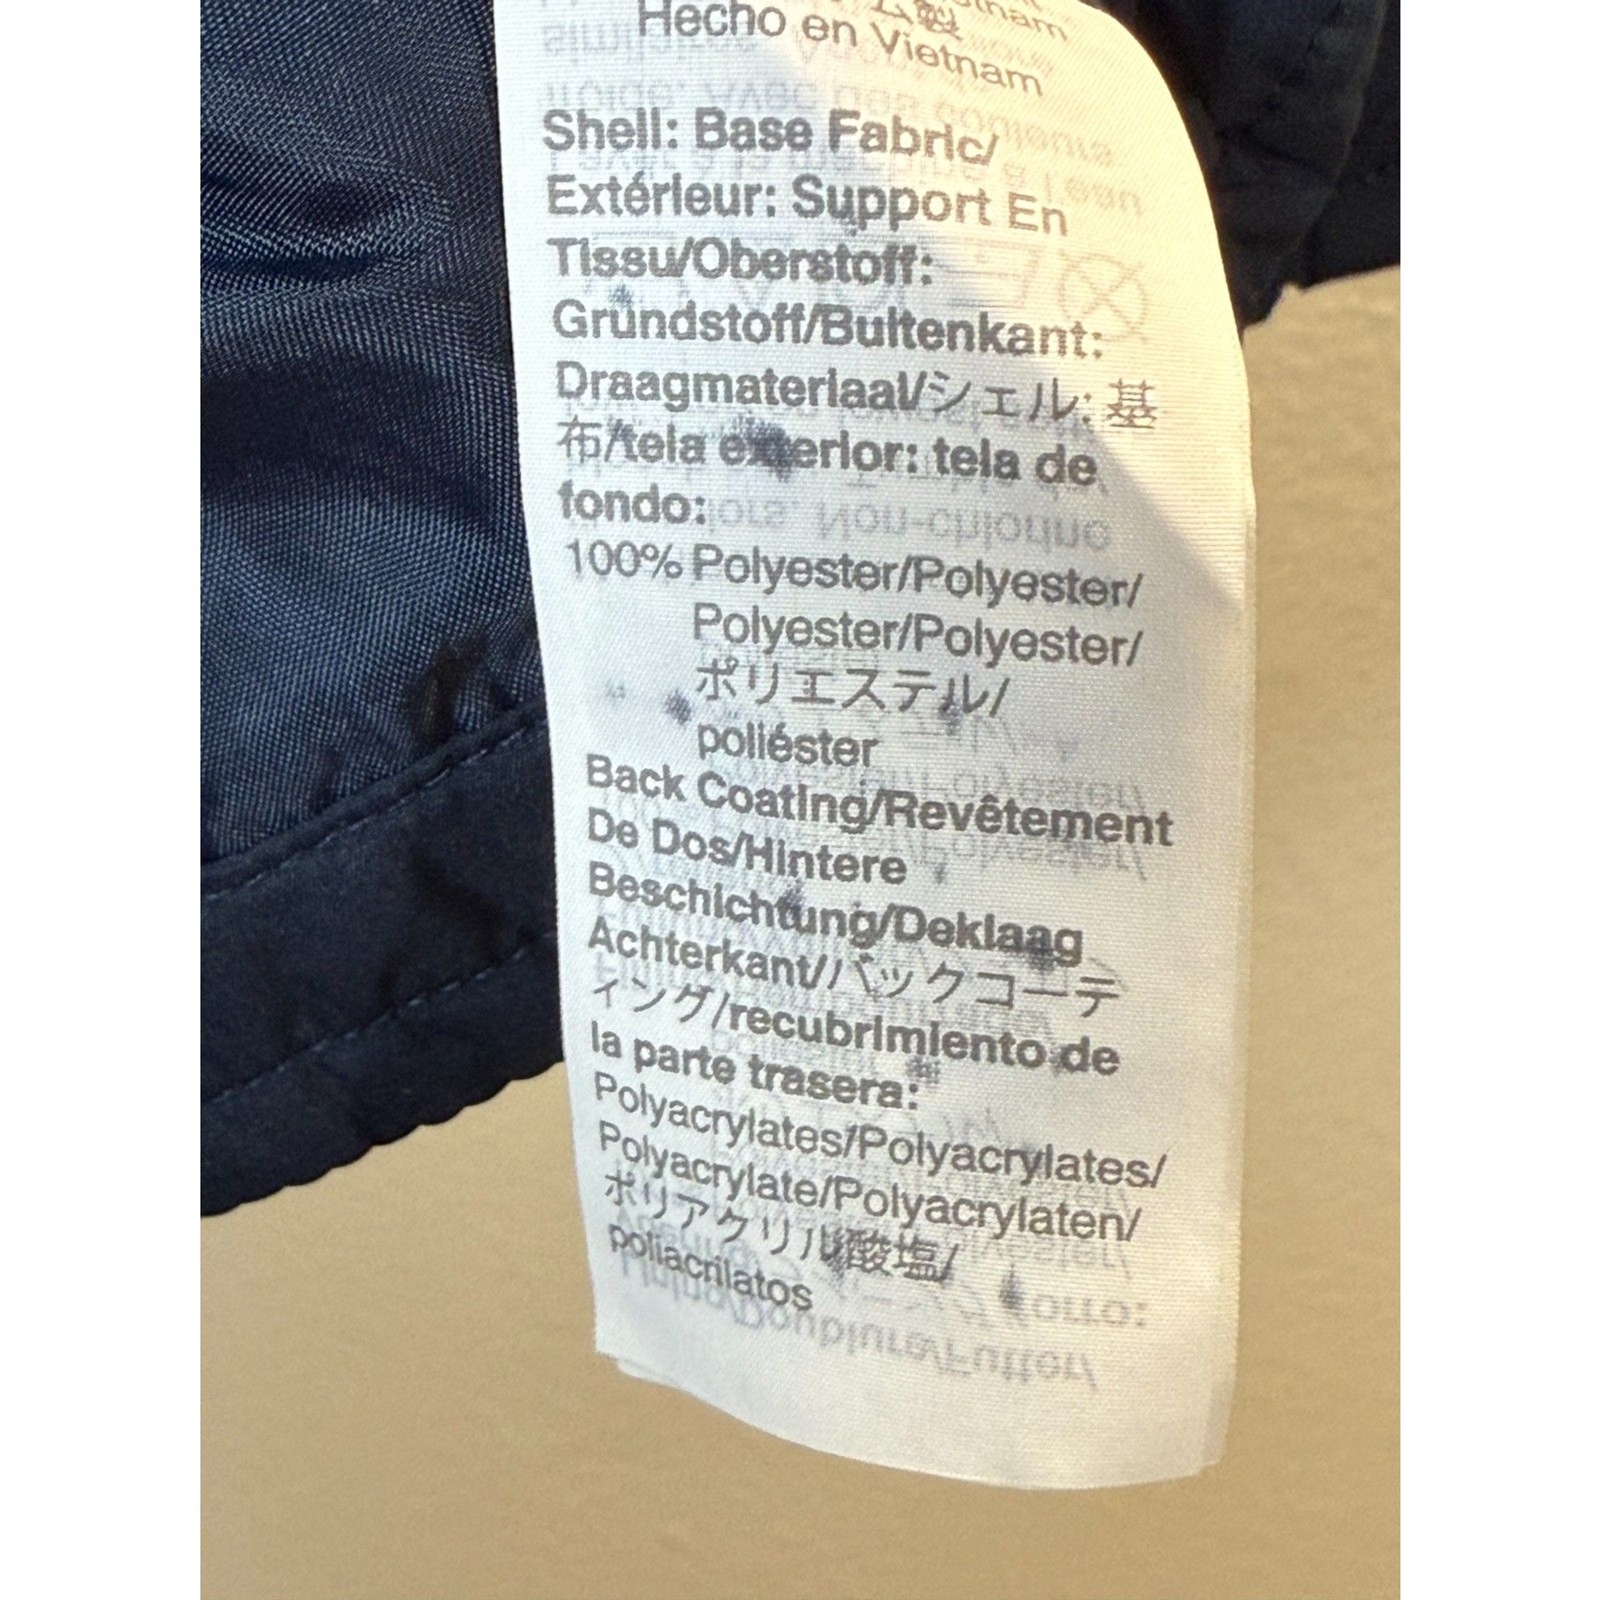 ム製
Hecho en Vietnam
Shell: Base Fabric/
Extérieur: Support En
Tissu/Oberstoff:
Grundstoff/Buitenkant:
Draagmateriaal/シェル: 基
布/tela exterior: tela de
fondo:
100% Polyester/Polyester/
Polyester/Polyester/
ポリエステル/
poliéster
Back Coating/Revêtement
De Dos/Hintere
Beschichtung/Deklaag
Achterkant/バックコーテ
ィング/recubrimiento de
la parte trasera:
Polyacrylates/Polyacrylates/
Polyacrylate/Polyacrylaten/
ポリアクリル酸塩/
poliacrilatos